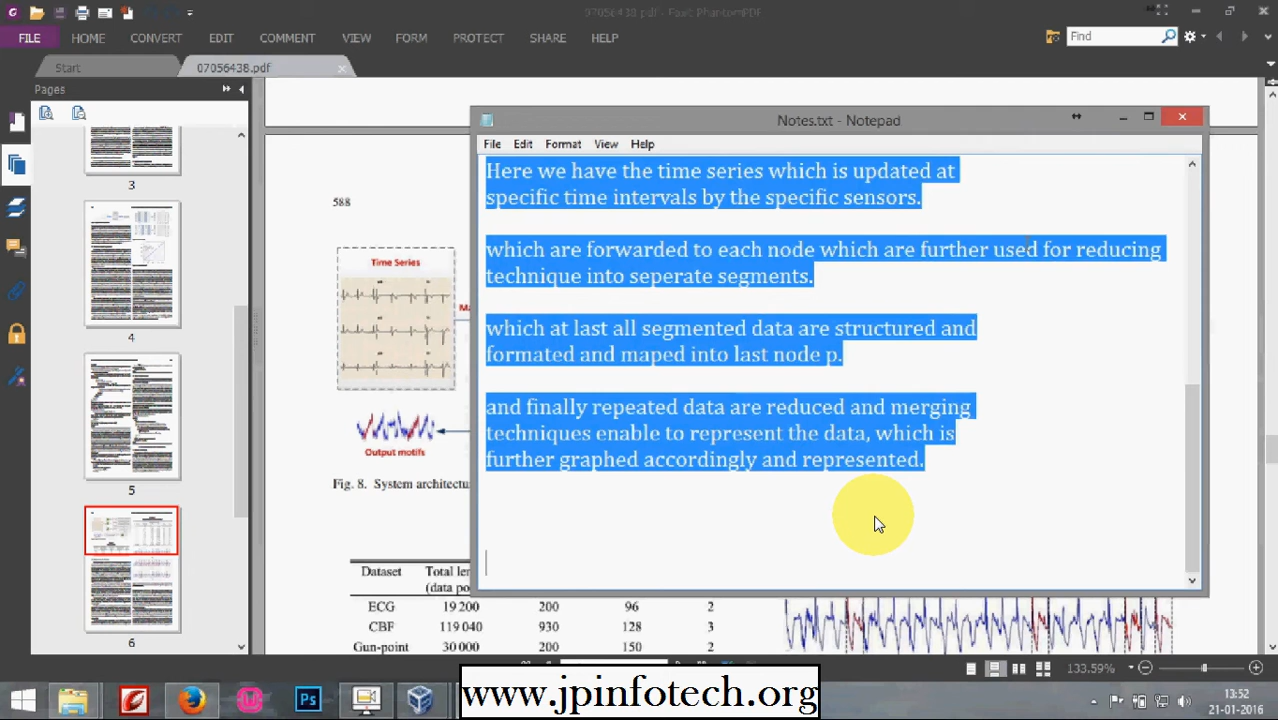 07056438.pdf - Foxit PhantomPDF
FILE HOME CONVERT EDIT COMMENT VIEW FORM PROTECT SHARE HELP
Find
Start
07056438.pdf
Pages
3
4
5
6
588
Time Series
Output motifs
Fig. 8. System architectu
Dataset Total le
(data po
ECG 19 200 200 96 2
CBF 119 040 930 128 3
Gun-point 30 000 200 150 2
Notes.txt - Notepad
File Edit Format View Help
Here we have the time series which is updated at
specific time intervals by the specific sensors.
which are forwarded to each node which are further used for reducing
technique into seperate segments.
which at last all segmented data are structured and
formated and maped into last node p.
and finally repeated data are reduced and merging
techniques enable to represent the data, which is
further graphed accordingly and represented.
133.59%
www.jpinfotech.org
Ps
13:52
21-01-2016